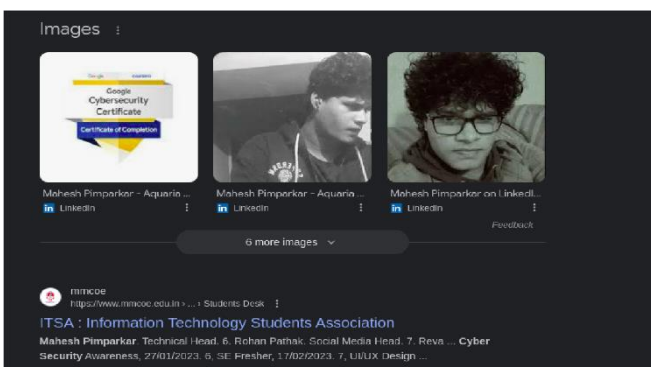 Images
Google
Google
Cybersecurity
Certificate
Certificate of Completion
Mahesh Pimparkar - Aquaria ...
LinkedIn
Mahesh Pimparkar - Aquaria ...
LinkedIn
Mahesh Pimparkar on LinkedI...
LinkedIn
Feedback
6 more images
mmcoe
https://www.mmcoe.edu.in › ... › Students Desk
ITSA : Information Technology Students Association
Mahesh Pimparkar. Technical Head. 6. Rohan Pathak. Social Media Head. 7. Reva ... Cyber
Security Awareness, 27/01/2023. 6, SE Fresher, 17/02/2023. 7, UI/UX Design ...